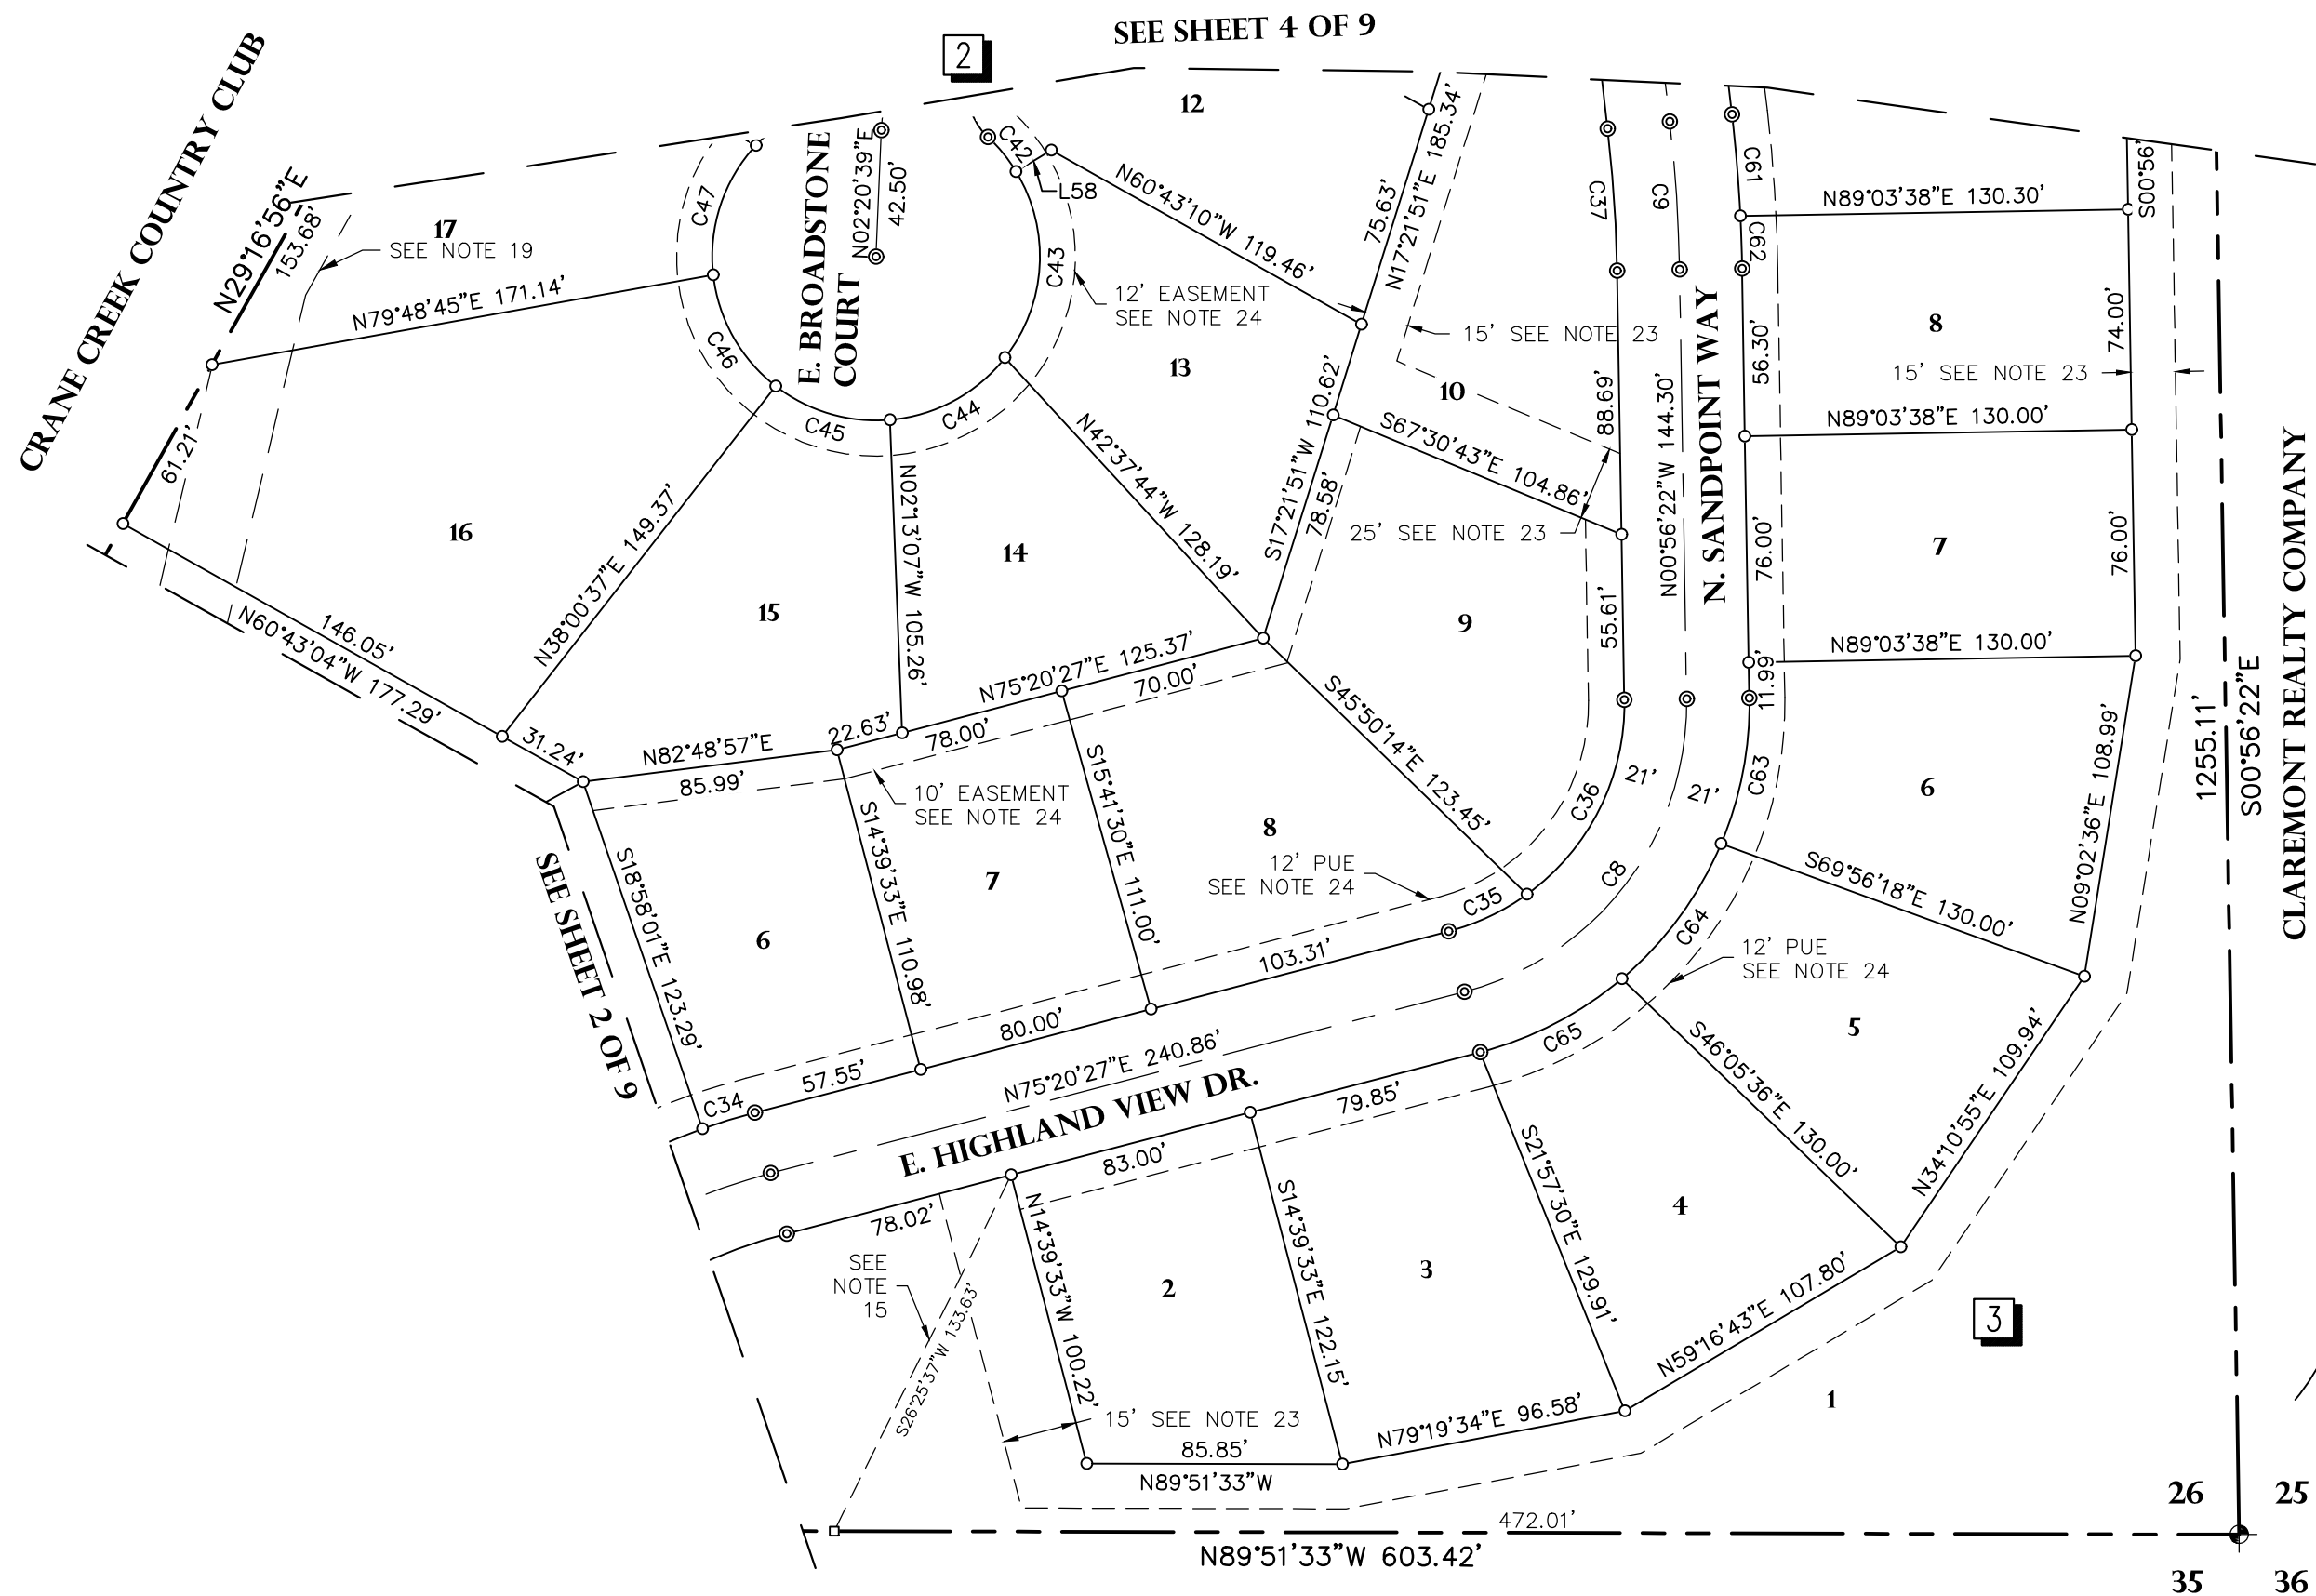 SEE SHEET 4 OF 9
2
CRANE CREEK COUNTRY CLUB
N29°16'56"E
153.68'
17
SEE NOTE 19
N79°48'45"E 171.14'
61.21'
C47
C46
C45
C44
C43
C42
L58
E. BROADSTONE
COURT
N02°20'39"E
42.50'
12
N60°43'10"W 119.46'
75.63'
N17°21'51"E 185.34'
12' EASEMENT
SEE NOTE 24
13
15' SEE NOTE 23
10
C37
C9
C61
C62
N89°03'38"E 130.30'
S00°56'
8
74.00'
15' SEE NOTE 23
56.30'
N89°03'38"E 130.00'
88.69'
N00°56'22"W 144.30'
N. SANDPOINT WAY
S67°30'43"E 104.86'
S17°21'51"W 110.62'
78.58'
25' SEE NOTE 23
N42°37'44"W 128.19'
16
N38°00'37"E 149.37'
15
N02°13'07"W 105.26'
14
9
55.61'
76.00'
7
76.00'
N89°03'38"E 130.00'
11.99'
146.05'
N60°43'04"W 177.29'
31.24'
N82°48'57"E
85.99'
22.63'
N75°20'27"E 125.37'
78.00'
70.00'
10' EASEMENT
SEE NOTE 24
S45°50'14"E 123.45'
C36
21'
21'
C63
C8
6
N09°02'36"E 108.99'
1255.11'
S00°56'22"E
CLAREMONT REALTY COMPANY
S18°58'01"E 123.29'
6
S14°39'33"E 110.98'
7
S15°41'30"E 111.00'
8
12' PUE
SEE NOTE 24
C35
103.31'
S69°56'18"E 130.00'
C64
12' PUE
SEE NOTE 24
C65
5
SEE SHEET 2 OF 9
C34
57.55'
80.00'
N75°20'27"E 240.86'
E. HIGHLAND VIEW DR.
79.85'
83.00'
78.02'
S46°05'36"E 130.00'
N34°10'55"E 109.94'
4
S21°57'30"E 129.91'
3
S14°39'33"E 122.15'
2
N14°39'33"W 100.22'
SEE
NOTE
15
S26°25'37"W 133.63'
15' SEE NOTE 23
85.85'
N89°51'33"W
N79°19'34"E 96.58'
N59°16'43"E 107.80'
3
1
472.01'
N89°51'33"W 603.42'
26
25
35
36